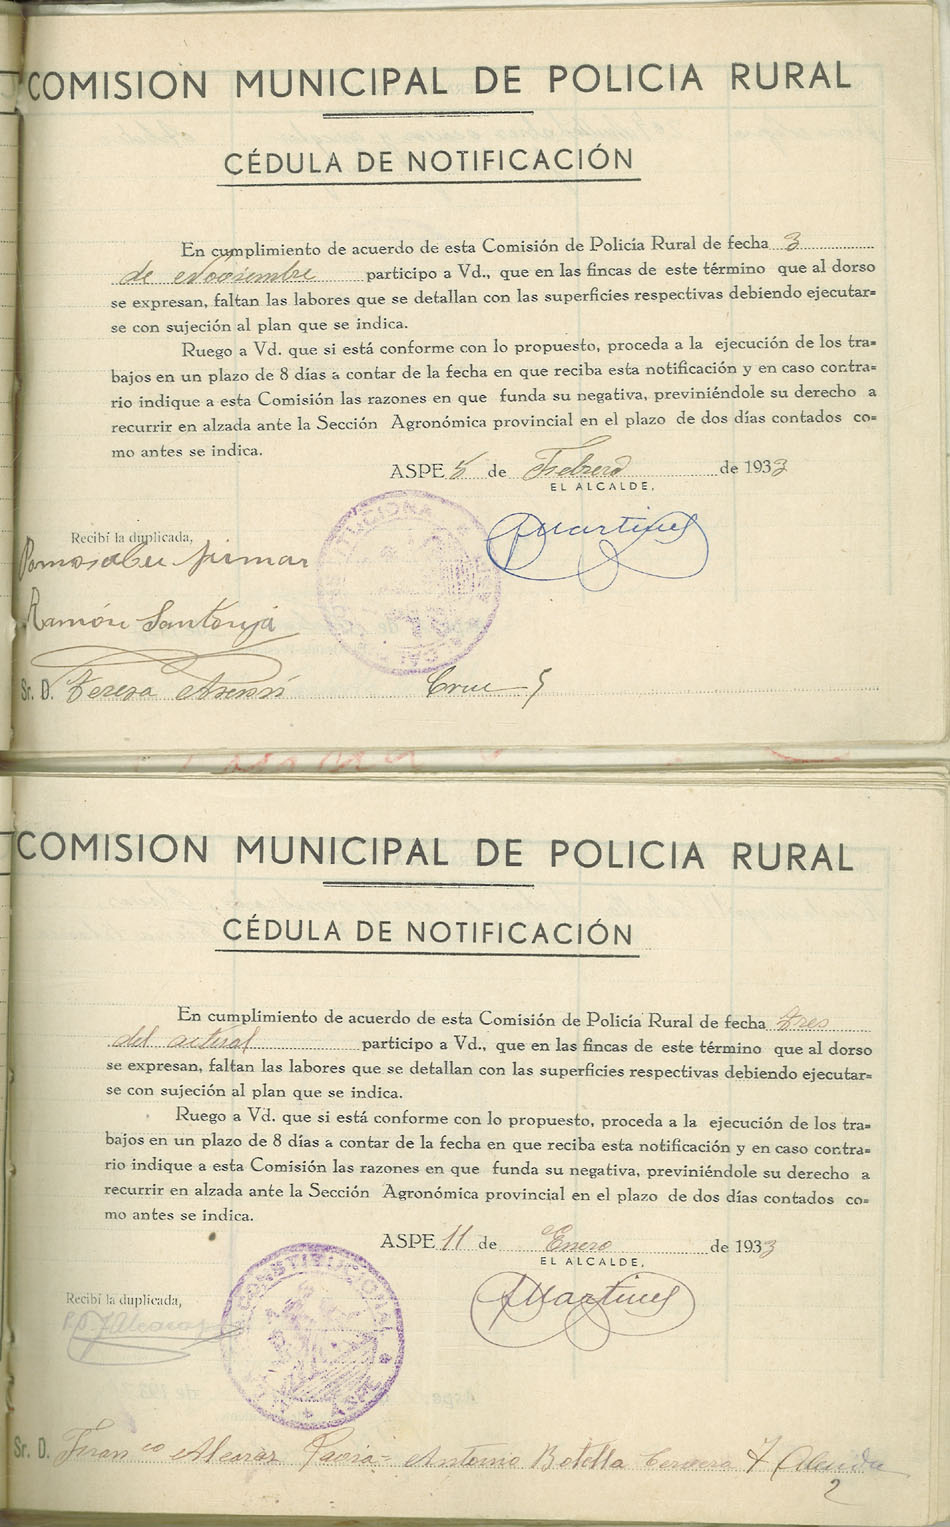 COMISION MUNICIPAL DE POLICIA RURAL
CÉDULA DE NOTIFICACIÓN
En cumplimiento de acuerdo de esta Comisión de Policía Rural de fecha 3
de Noviembre participo a Vd., que en las fincas de este término que al dorso
se expresan, faltan las labores que se detallan con las superficies respectivas debiendo ejecutar=
se con sujeción al plan que se indica.
Ruego a Vd. que si está conforme con lo propuesto, proceda a la ejecución de los tra=
bajos en un plazo de 8 días a contar de la fecha en que reciba esta notificación y en caso contra=
rio indique a esta Comisión las razones en que funda su negativa, previniéndole su derecho a
recurrir en alzada ante la Sección Agronómica provincial en el plazo de dos días contados co=
mo antes se indica.
ASPE 5 de Febrero de 1933
EL ALCALDE,
AMartines
Recibí la duplicada,
firmar
Ramón Santonja
Sr. D. Teresa Asensi Cruz 5
COMISION MUNICIPAL DE POLICIA RURAL
CÉDULA DE NOTIFICACIÓN
En cumplimiento de acuerdo de esta Comisión de Policía Rural de fecha tres
del actual participo a Vd., que en las fincas de este término que al dorso
se expresan, faltan las labores que se detallan con las superficies respectivas debiendo ejecutar=
se con sujeción al plan que se indica.
Ruego a Vd. que si está conforme con lo propuesto, proceda a la ejecución de los tra=
bajos en un plazo de 8 días a contar de la fecha en que reciba esta notificación y en caso contra=
rio indique a esta Comisión las razones en que funda su negativa, previniéndole su derecho a
recurrir en alzada ante la Sección Agronómica provincial en el plazo de dos días contados co=
mo antes se indica.
ASPE 11 de Enero de 1933
EL ALCALDE,
AMartines
CONSTITUCIONAL
ASPE
Recibí la duplicada,
P.O. Alcaraz
Sr. D. Franco Alcaraz Pavia = Antonio Botella Cervera
2